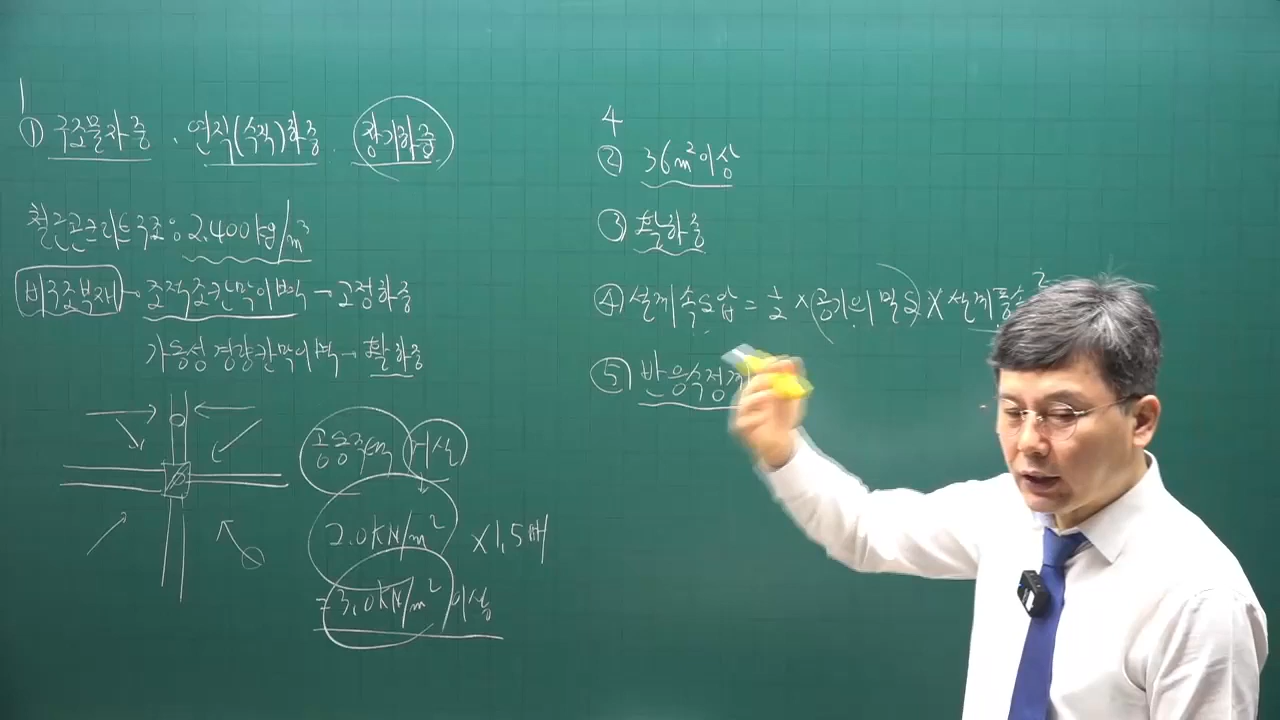 1
① 구조물자중, 연직(수직)하중, 장기하중
철근콘크리트구조: 2,400kg/m³
비구조부재 → 조적조칸막이벽 → 고정하중
가동성 경량칸막이벽 → 활하중
공동주택 거실
2.0kN/m² ×1.5배
=3.0kN/m² 이상
4
② 36m² 이상
③ 활하중
④ 설계속도압 = ½ × (공기의 밀도) × 설계풍속²
⑤ 반응수정계